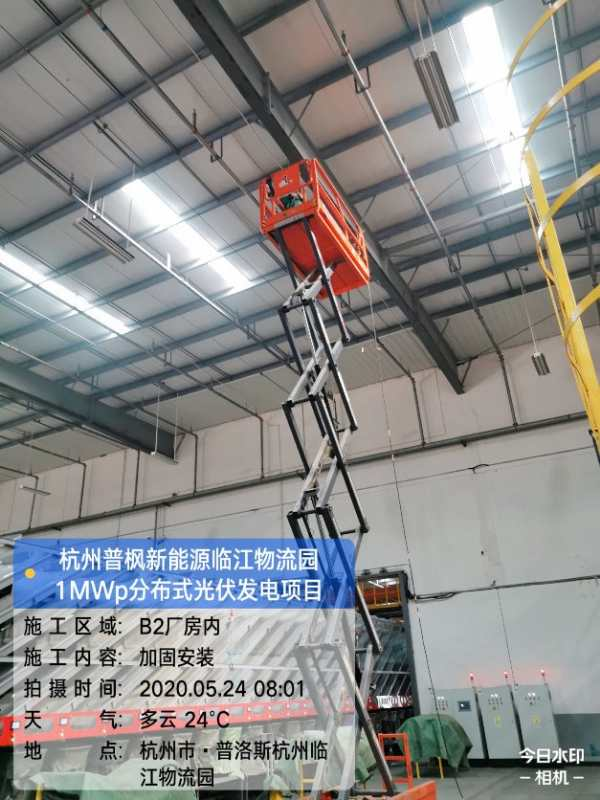 杭州普枫新能源临江物流园
1MWp分布式光伏发电项目
施工区域: B2厂房内
施工内容: 加固安装
拍摄时间: 2020.05.24 08:01
天气: 多云 24°C
地点: 杭州市·普洛斯杭州临
江物流园
今日水印
-相机-